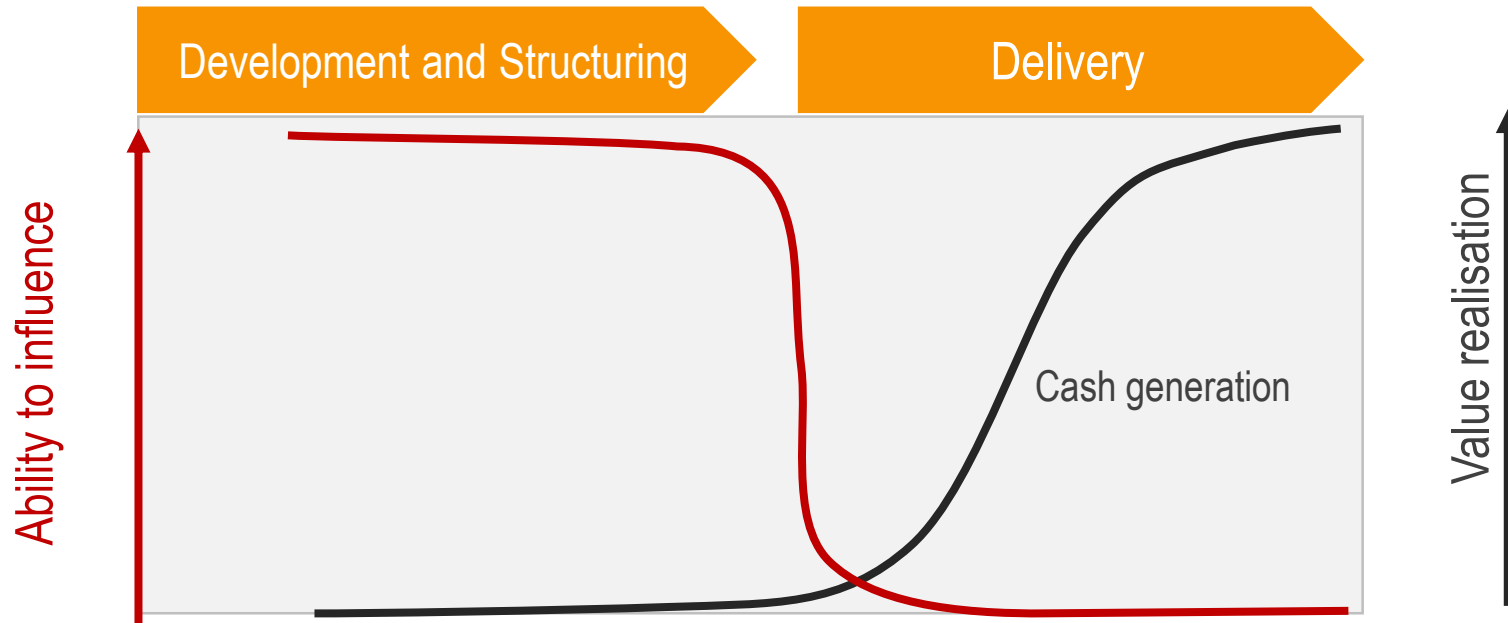 Development and Structuring
Delivery
Ability to influence
Cash generation
Value realisation